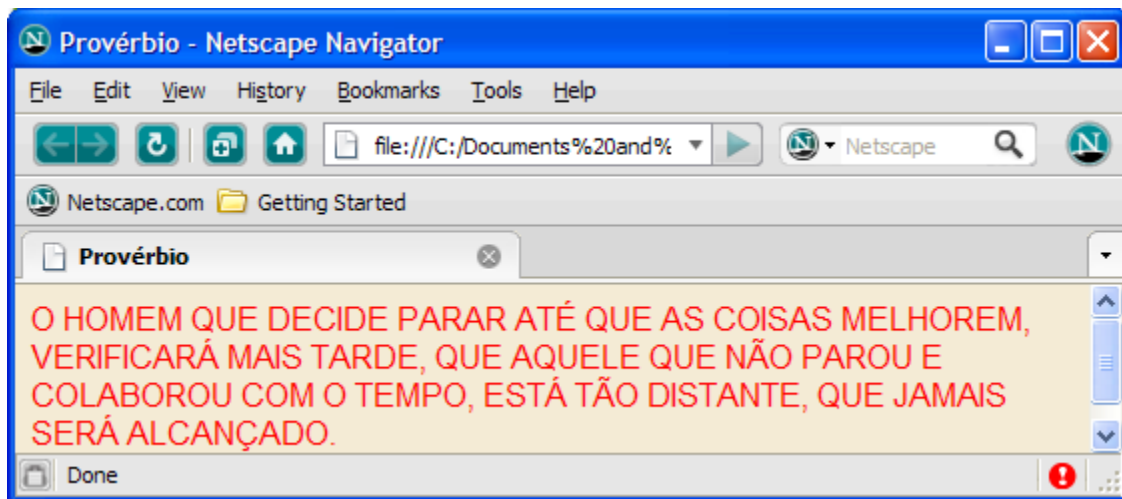 Provérbio - Netscape Navigator
File Edit View History Bookmarks Tools Help
file:///C:/Documents%20and% Netscape
Netscape.com Getting Started
Provérbio
O HOMEM QUE DECIDE PARAR ATÉ QUE AS COISAS MELHOREM,
VERIFICARÁ MAIS TARDE, QUE AQUELE QUE NÃO PAROU E
COLABOROU COM O TEMPO, ESTÁ TÃO DISTANTE, QUE JAMAIS
SERÁ ALCANÇADO.
Done